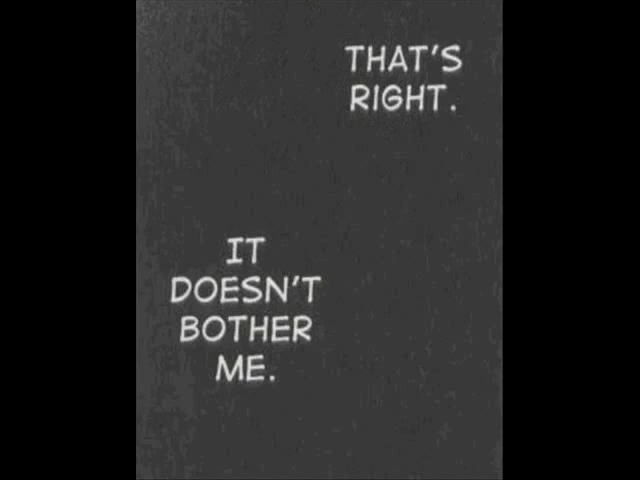 THAT'S
RIGHT.
IT
DOESN'T
BOTHER
ME.